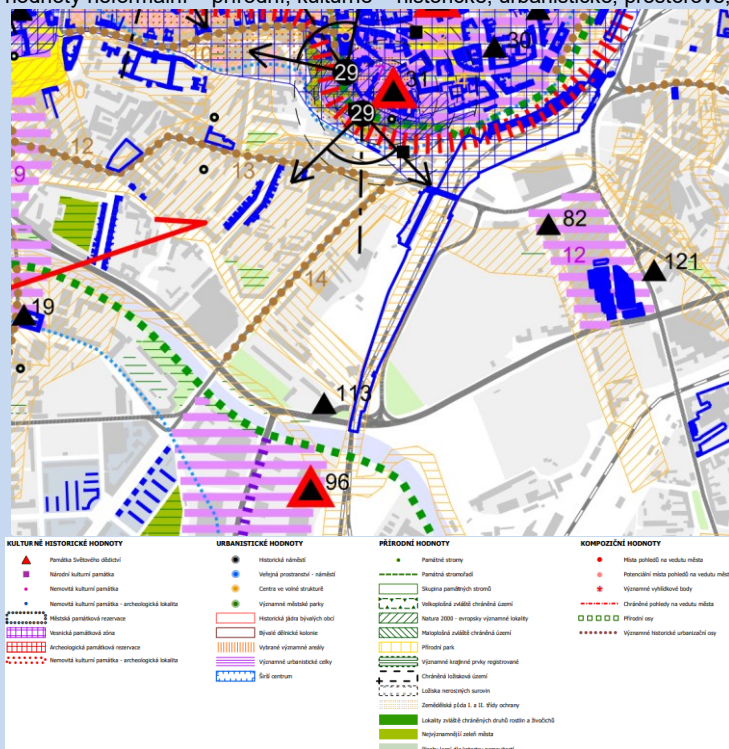 hodnoty neformální – přírodní, kulturně – historické, urbanistické, prostorové,
10
30
31
29
29
12
13
9
14
82
12
121
19
113
96
KULTURNĚ HISTORICKÉ HODNOTY
Památka Světového dědictví
Národní kulturní památka
Nemovitá kulturní památka
Nemovitá kulturní památka - archeologická lokalita
Městská památková rezervace
Vesnická památková zóna
Archeologická památková rezervace
Nemovitá kulturní památka - archeologická lokalita
URBANISTICKÉ HODNOTY
Historická náměstí
Veřejná prostranství - náměstí
Centra ve volné struktuře
Významné městské parky
Historická jádra bývalých obcí
Bývalé dělnické kolonie
Vybrané významné areály
Významné urbanistické celky
Širší centrum
PŘÍRODNÍ HODNOTY
Památné stromy
Památná stromořadí
Skupina památných stromů
Velkoplošná zvláště chráněná území
Natura 2000 - evropsky významné lokality
Maloplošná zvláště chráněná území
Přírodní park
Významné krajinné prvky registrované
Chráněná ložisková území
Ložiska nerostných surovin
Zemědělská půda I. a II. třídy ochrany
Lokality zvláště chráněných druhů rostlin a živočichů
Nejvýznamnější zeleň města
KOMPOZIČNÍ HODNOTY
Místa pohledů na vedutu města
Potenciální místa pohledů na vedutu měst
Významné vyhlídkové body
Chráněné pohledy na vedutu města
Přírodní osy
Významné historické urbanizační osy